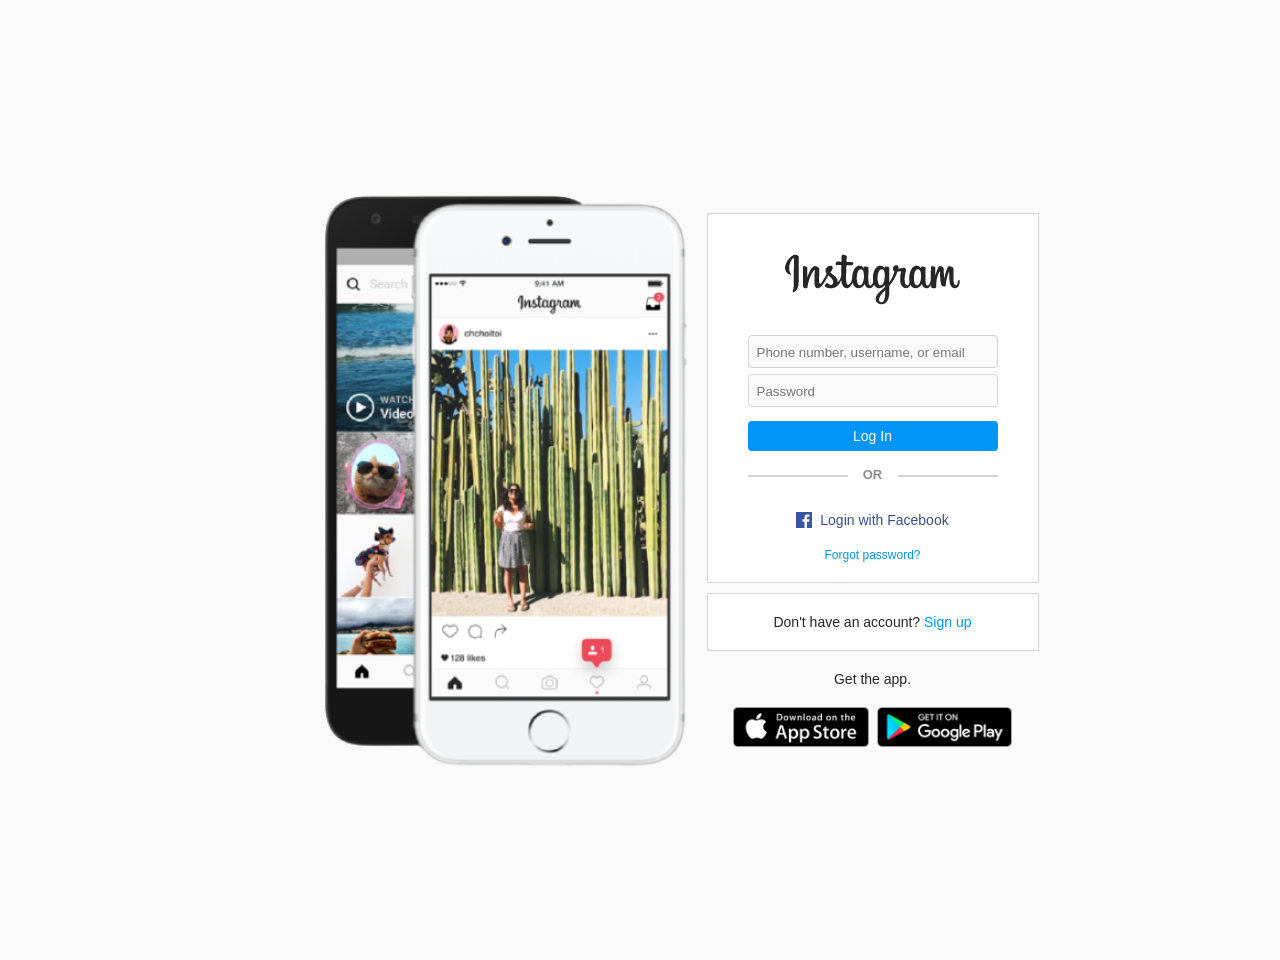 Search
WATCH
Video
9:41 AM
Instagram
2
chchoitoi
128 likes
1
Instagram
Phone number, username, or email
Password
Log In
OR
Login with Facebook
Forgot password?
Don't have an account? Sign up
Get the app.
Download on the
App Store
GET IT ON
Google Play